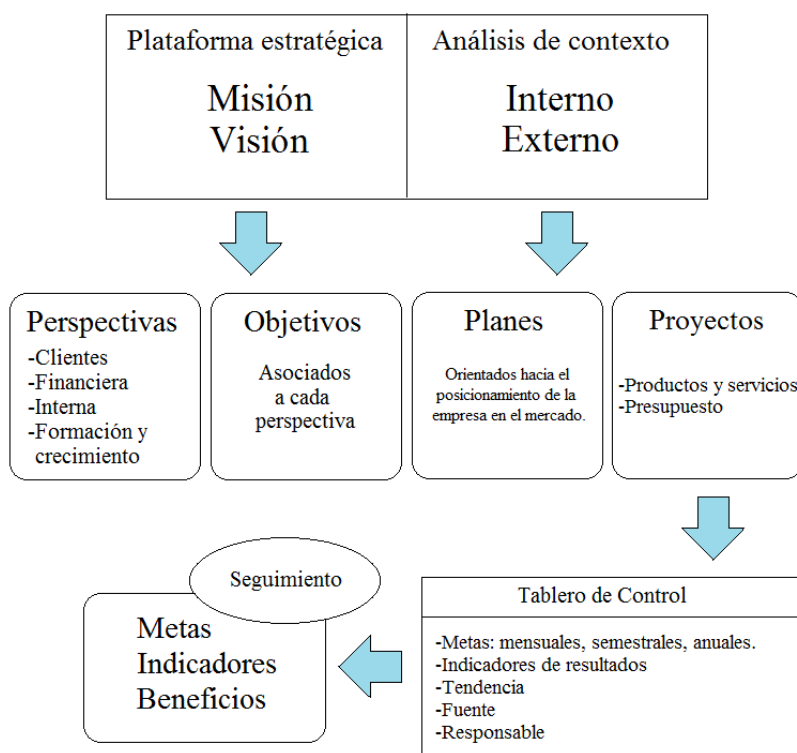 Plataforma estratégica
Misión
Visión
Análisis de contexto
Interno
Externo
Perspectivas
-Clientes
-Financiera
-Interna
-Formación y
crecimiento
Objetivos
Asociados
a cada
perspectiva
Planes
Orientados hacia el
posicionamiento de la
empresa en el mercado.
Proyectos
-Productos y servicios
-Presupuesto
Tablero de Control
-Metas: mensuales, semestrales, anuales.
-Indicadores de resultados
-Tendencia
-Fuente
-Responsable
Seguimiento
Metas
Indicadores
Beneficios